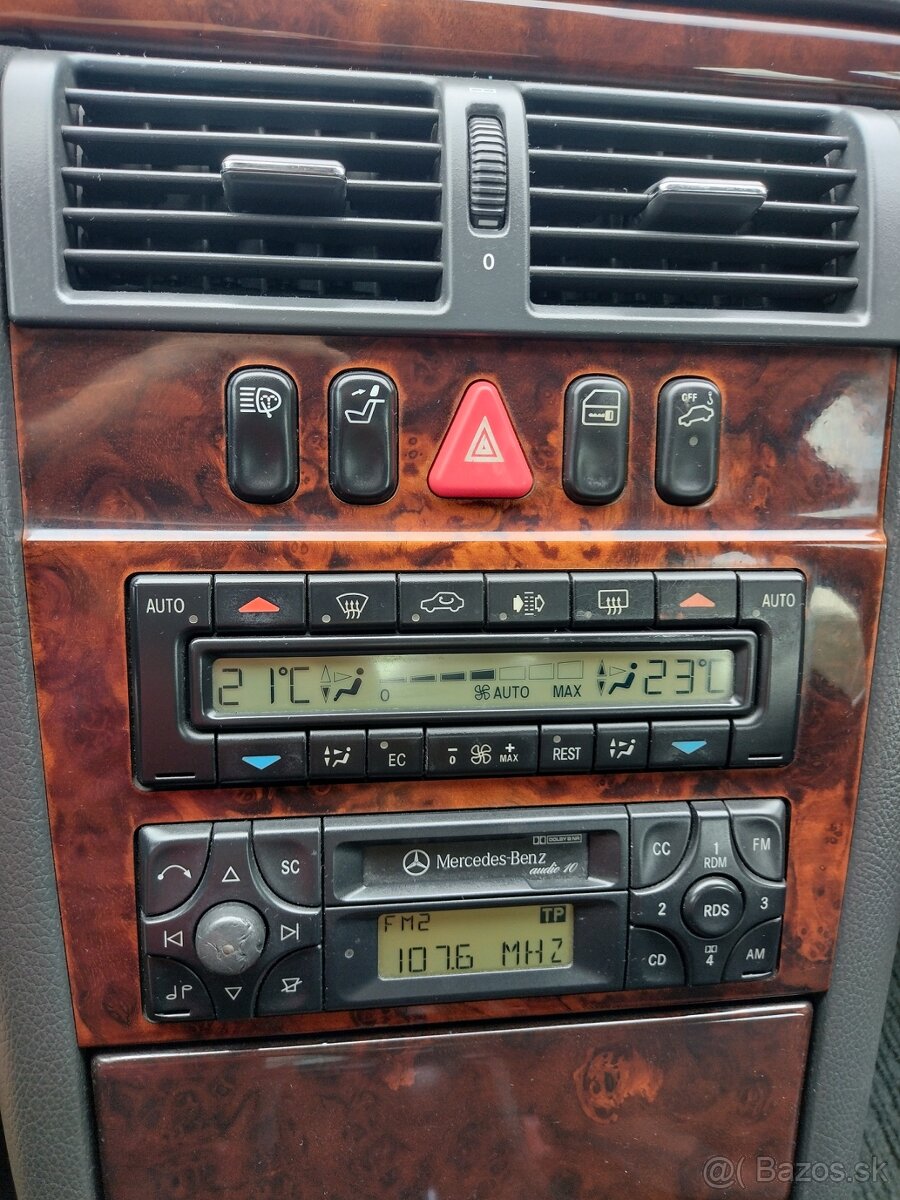 0
OFF
AUTO
AUTO
21°C
0
AUTO
MAX
23°C
EC
- 0
+ MAX
REST
SC
DOLBY B NR
Mercedes-Benz
audio 10
CC
1
RDM
FM
FM2
TP
107.6 MHZ
2
RDS
3
CD
4
AM
@( Bazos.sk